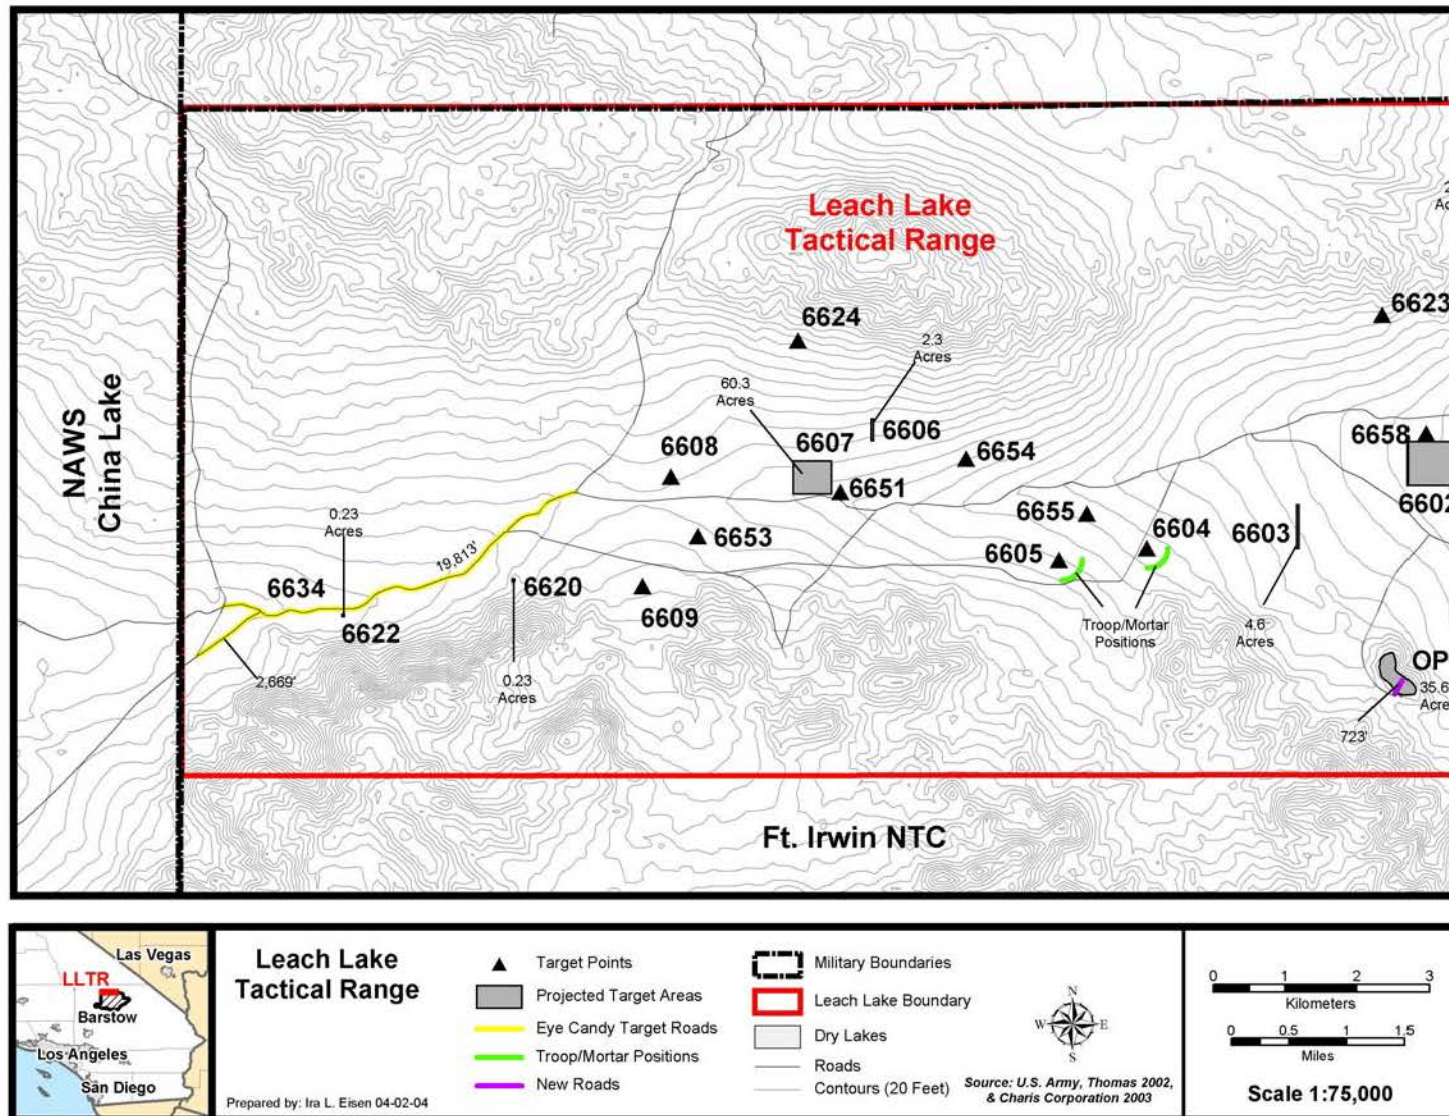 Leach Lake
Tactical Range
6623
6624
2.3
Acres
60.3
Acres
NAWS
China Lake
6608
6607
6606
6654
6658
6651
6602
0.23
Acres
6655
6604
6603
6653
6605
19,813'
6634
6620
6622
6609
Troop/Mortar
Positions
4.6
Acres
2,669'
0.23
Acres
OP
35.6
Acre
723'
Ft. Irwin NTC
Las Vegas
LLTR
Barstow
Los Angeles
San Diego
Leach Lake
Tactical Range
Prepared by: Ira L. Eisen 04-02-04
Target Points
Projected Target Areas
Eye Candy Target Roads
Troop/Mortar Positions
New Roads
Military Boundaries
Leach Lake Boundary
Dry Lakes
Roads
Contours (20 Feet)
N
W E
S
Source: U.S. Army, Thomas 2002,
& Charis Corporation 2003
0 1 2 3
Kilometers
0 0.5 1 1.5
Miles
Scale 1:75,000